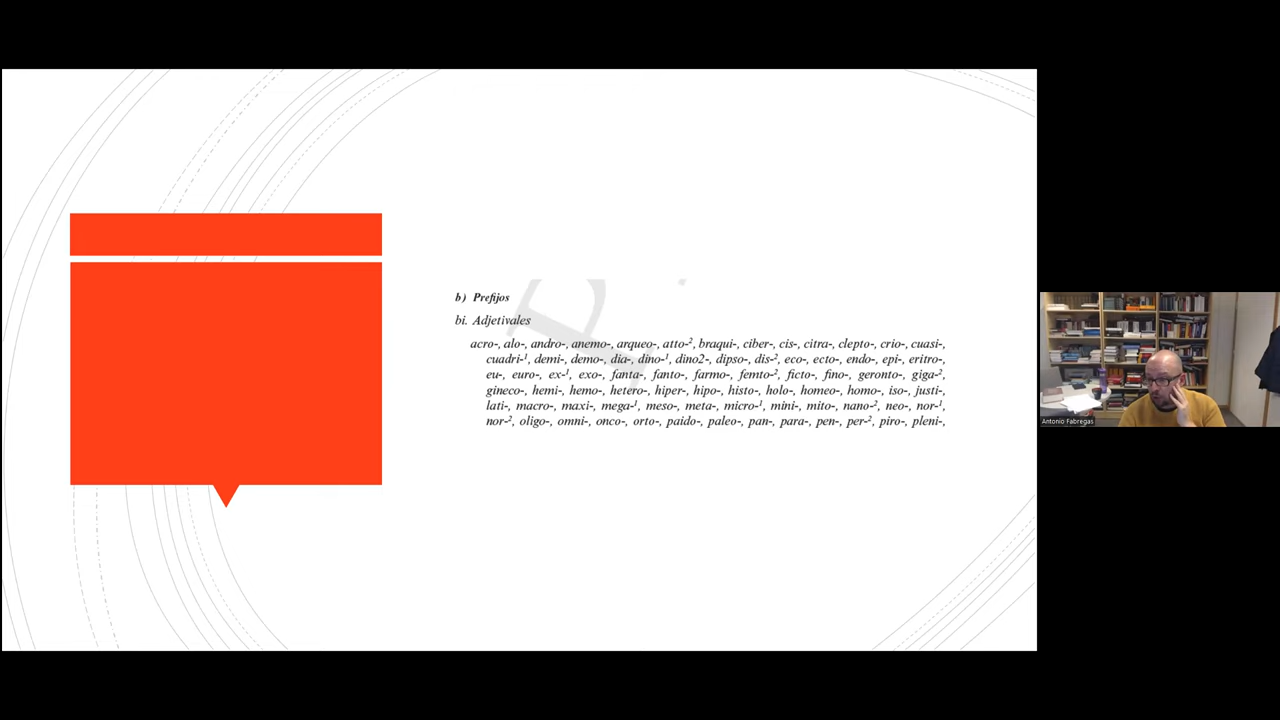 b) Prefijos
bi. Adjetivales
acro-, alo-, andro-, anemo-, arqueo-, atto-², braqui-, ciber-, cis-, citra-, clepto-, crio-, cuasi-,
cuadri-¹, demi-, demo-, dia-, dino-¹, dino2-, dipso-, dis-², eco-, ecto-, endo-, epi-, eritro-,
eu-, euro-, ex-¹, exo-, fanta-, fanto-, farmo-, femto-², ficto-, fino-, geronto-, giga-²,
gineco-, hemi-, hemo-, hetero-, hiper-, hipo-, histo-, holo-, homeo-, homo-, iso-, justi-,
lati-, macro-, maxi-, mega-¹, meso-, meta-, micro-¹, mini-, mito-, nano-², neo-, nor-¹,
nor-², oligo-, omni-, onco-, orto-, paido-, paleo-, pan-, para-, pen-, per-², piro-, pleni-,
Antonio Fabregas